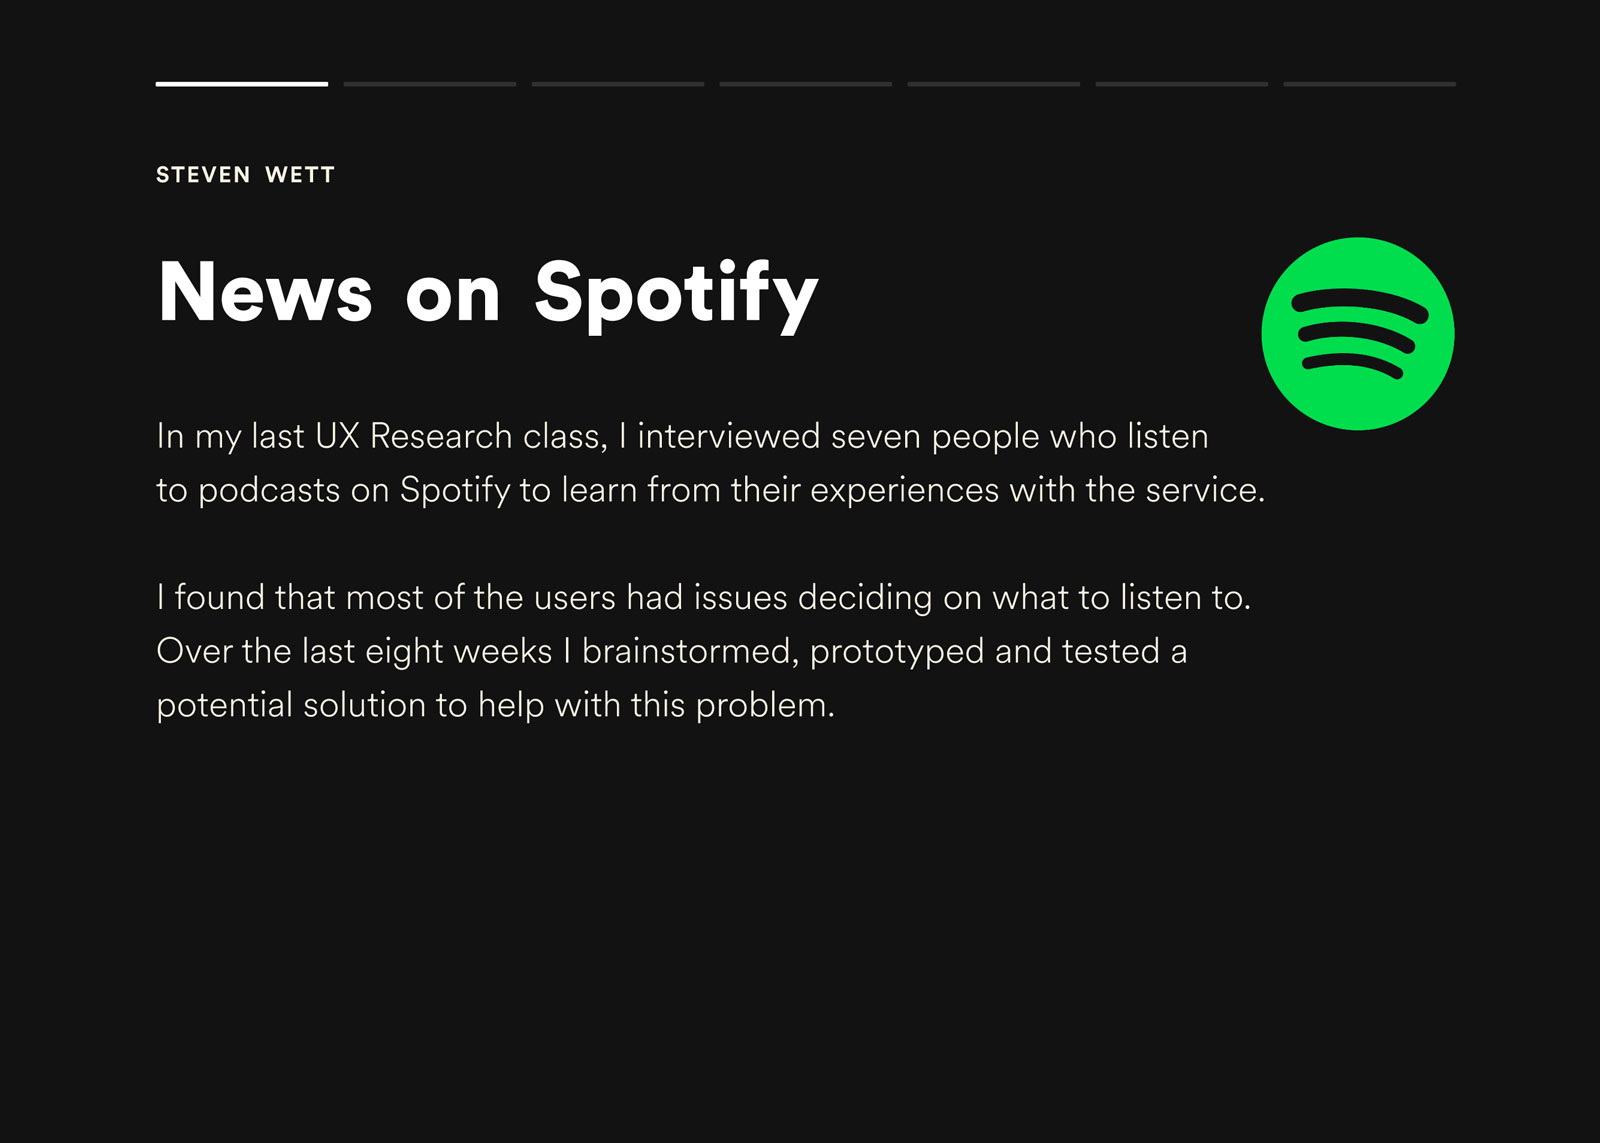 STEVEN WETT
News on Spotify
In my last UX Research class, I interviewed seven people who listen
to podcasts on Spotify to learn from their experiences with the service.
I found that most of the users had issues deciding on what to listen to.
Over the last eight weeks I brainstormed, prototyped and tested a
potential solution to help with this problem.